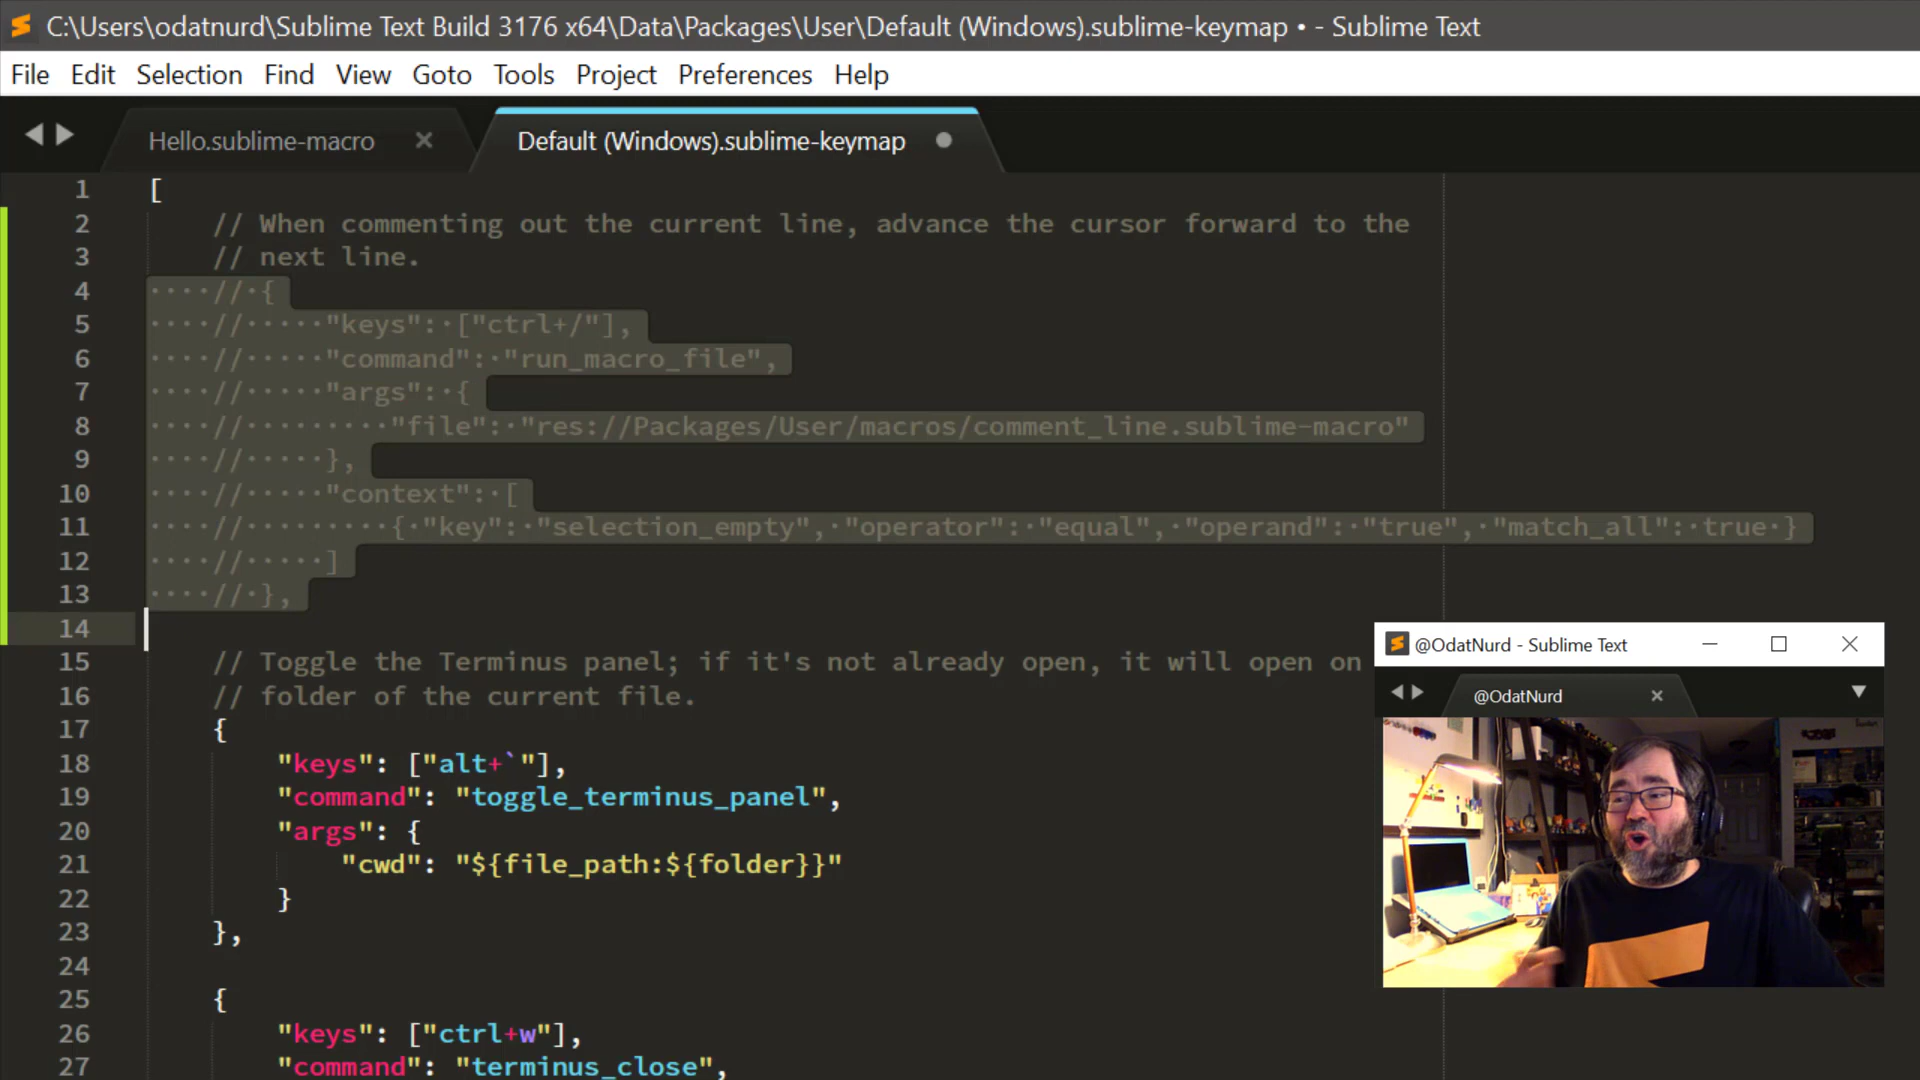 C:\Users\odatnurd\Sublime Text Build 3176 x64\Data\Packages\User\Default (Windows).sublime-keymap • - Sublime Text
File Edit Selection Find View Goto Tools Project Preferences Help
Hello.sublime-macro
Default (Windows).sublime-keymap
1 [
2 // When commenting out the current line, advance the cursor forward to the
3 // next line.
4 ····//·{
5 ····//·····"keys":·["ctrl+/"],
6 ····//·····"command":·"run_macro_file",
7 ····//·····"args":·{
8 ····//·········"file":·"res://Packages/User/macros/comment_line.sublime-macro"
9 ····//·····},
10 ····//·····"context":·[
11 ····//·········{·"key":·"selection_empty",·"operator":·"equal",·"operand":·"true",·"match_all":·true·}
12 ····//·····]
13 ····//·},
14
15 // Toggle the Terminus panel; if it's not already open, it will open on
16 // folder of the current file.
17 {
18 "keys": ["alt+`"],
19 "command": "toggle_terminus_panel",
20 "args": {
21 "cwd": "${file_path:${folder}}"
22 }
23 },
24
25 {
26 "keys": ["ctrl+w"],
27 "command": "terminus_close",
@OdatNurd - Sublime Text
@OdatNurd